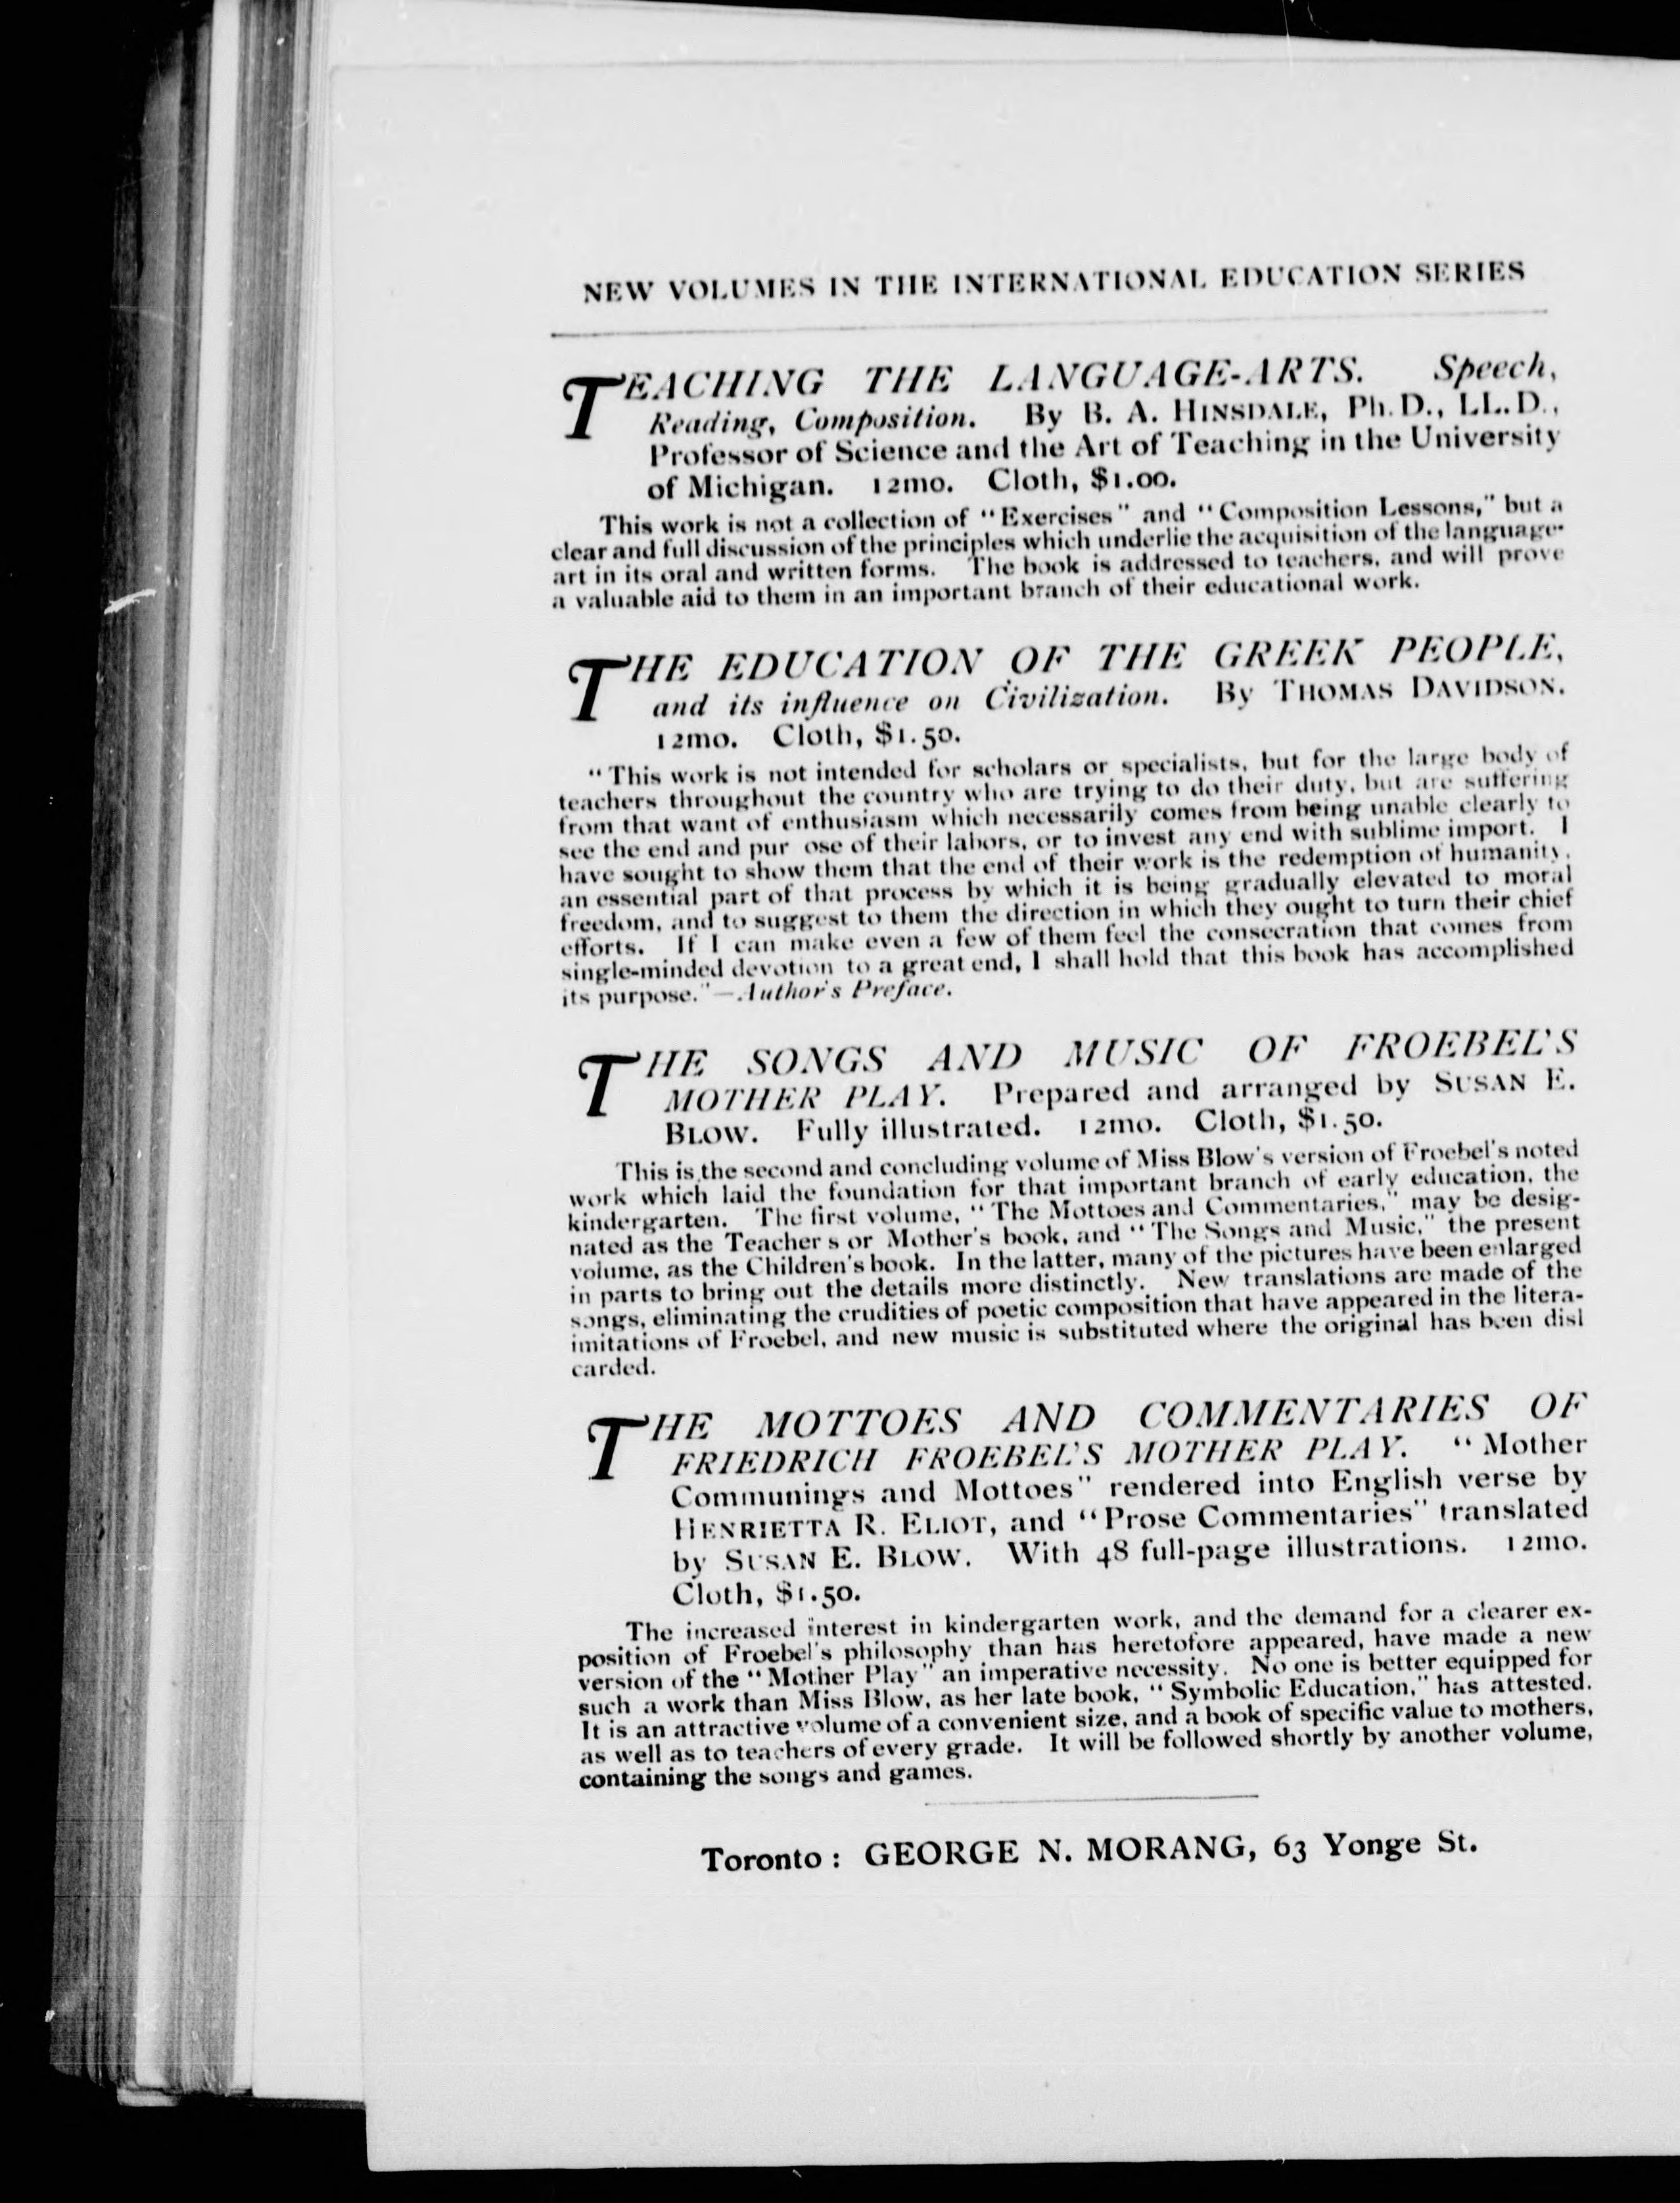 NEW VOLUMES IN THE INTERNATIONAL EDUCATION SERIES
TEACHING THE LANGUAGE-ARTS. Speech,
Reading, Composition. By B. A. HINSDALE, Ph.D., LL.D.,
Professor of Science and the Art of Teaching in the University
of Michigan. 12mo. Cloth, $1.00.
This work is not a collection of "Exercises" and "Composition Lessons," but a
clear and full discussion of the principles which underlie the acquisition of the language-
art in its oral and written forms. The book is addressed to teachers, and will prove
a valuable aid to them in an important branch of their educational work.
THE EDUCATION OF THE GREEK PEOPLE,
and its influence on Civilization. By THOMAS DAVIDSON.
12mo. Cloth, $1.50.
"This work is not intended for scholars or specialists, but for the large body of
teachers throughout the country who are trying to do their duty, but are suffering
from that want of enthusiasm which necessarily comes from being unable clearly to
see the end and pur ose of their labors, or to invest any end with sublime import. I
have sought to show them that the end of their work is the redemption of humanity,
an essential part of that process by which it is being gradually elevated to moral
freedom, and to suggest to them the direction in which they ought to turn their chief
efforts. If I can make even a few of them feel the consecration that comes from
single-minded devotion to a great end, I shall hold that this book has accomplished
its purpose."—Author's Preface.
THE SONGS AND MUSIC OF FROEBEL'S
MOTHER PLAY. Prepared and arranged by SUSAN E.
BLOW. Fully illustrated. 12mo. Cloth, $1.50.
This is the second and concluding volume of Miss Blow's version of Froebel's noted
work which laid the foundation for that important branch of early education, the
kindergarten. The first volume, "The Mottoes and Commentaries," may be desig-
nated as the Teacher s or Mother's book, and "The Songs and Music," the present
volume, as the Children's book. In the latter, many of the pictures have been enlarged
in parts to bring out the details more distinctly. New translations are made of the
songs, eliminating the crudities of poetic composition that have appeared in the litera-
imitations of Froebel, and new music is substituted where the original has been disl
carded.
THE MOTTOES AND COMMENTARIES OF
FRIEDRICH FROEBEL'S MOTHER PLAY. "Mother
Communings and Mottoes" rendered into English verse by
HENRIETTA R. ELIOT, and "Prose Commentaries" translated
by SUSAN E. BLOW. With 48 full-page illustrations. 12mo.
Cloth, $1.50.
The increased interest in kindergarten work, and the demand for a clearer ex-
position of Froebel's philosophy than has heretofore appeared, have made a new
version of the "Mother Play" an imperative necessity. No one is better equipped for
such a work than Miss Blow, as her late book, "Symbolic Education," has attested.
It is an attractive volume of a convenient size, and a book of specific value to mothers,
as well as to teachers of every grade. It will be followed shortly by another volume,
containing the songs and games.
Toronto: GEORGE N. MORANG, 63 Yonge St.